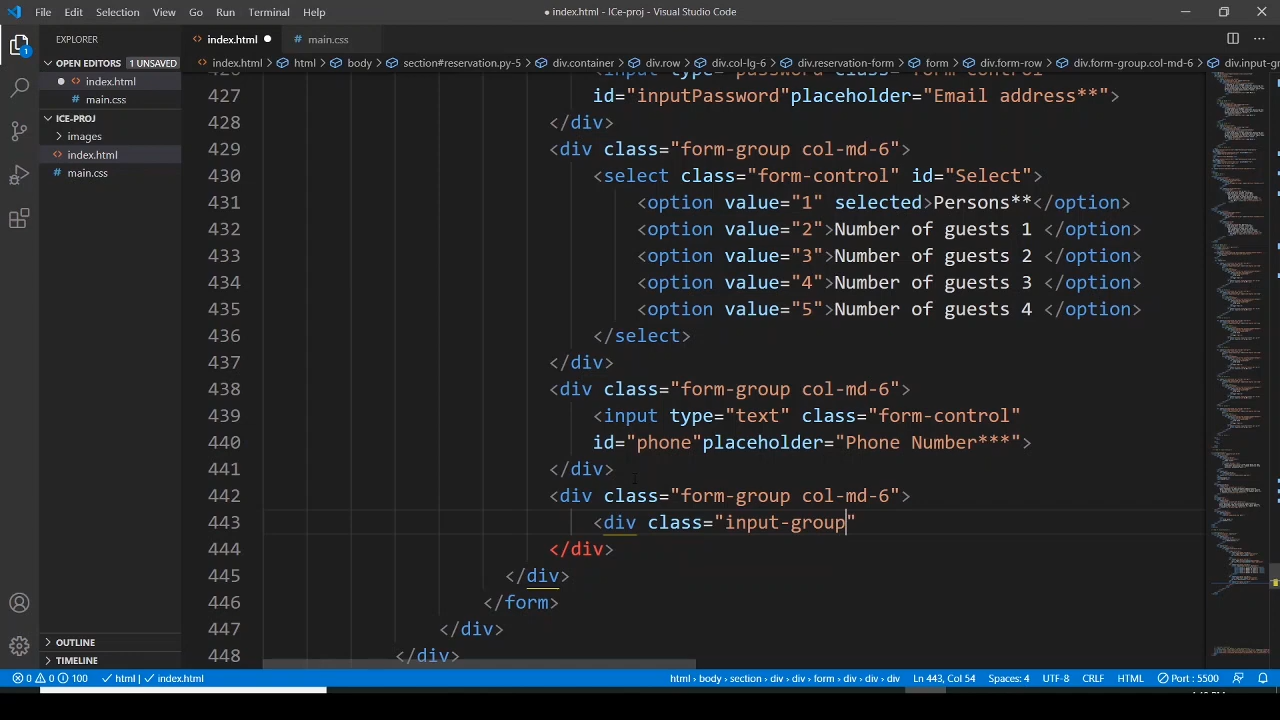 File Edit Selection View Go Run Terminal Help
● index.html - ICe-proj - Visual Studio Code
EXPLORER
index.html ●
main.css
OPEN EDITORS 1 UNSAVED
index.html > html > body > section#reservation.py-5 > div.container > div.row > div.col-lg-6 > div.reservation-form > form > div.form-row > div.form-group.col-md-6 > div.input-gr
● index.html
main.css
ICE-PROJ
> images
index.html
main.css
426 <input type="password"class="form-control"
427 id="inputPassword"placeholder="Email address**">
428 </div>
429 <div class="form-group col-md-6">
430 <select class="form-control" id="Select">
431 <option value="1" selected>Persons**</option>
432 <option value="2">Number of guests 1 </option>
433 <option value="3">Number of guests 2 </option>
434 <option value="4">Number of guests 3 </option>
435 <option value="5">Number of guests 4 </option>
436 </select>
437 </div>
438 <div class="form-group col-md-6">
439 <input type="text" class="form-control"
440 id="phone"placeholder="Phone Number***">
441 </div>
442 <div class="form-group col-md-6">
443 <div class="input-group"
444 </div>
445 </div>
446 </form>
447 </div>
448 </div>
> OUTLINE
> TIMELINE
0 0 100 html | index.html
html > body > section > div > div > form > div > div > div Ln 443, Col 54 Spaces: 4 UTF-8 CRLF HTML Port : 5500